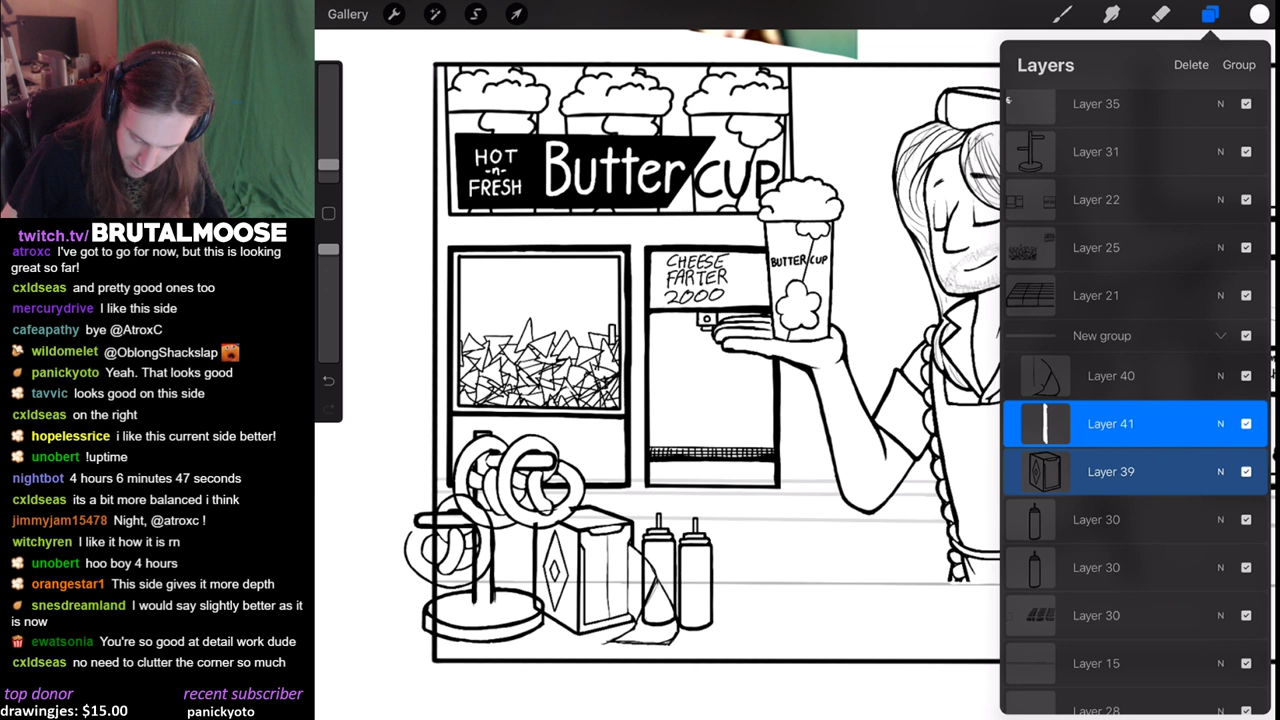 Gallery
Layers
Delete
Group
Layer 35
N
Layer 31
N
Layer 22
N
Layer 25
N
Layer 21
N
New group
Layer 40
N
Layer 41
N
Layer 39
N
Layer 30
N
Layer 30
N
Layer 30
N
Layer 15
N
Layer 28
HOT
-n-
FRESH
Butter CUP
CHEESE
FARTER
2000
BUTTER CUP
twitch.tv/BRUTALMOOSE
atroxc I've got to go for now, but this is looking
great so far!
cxldseas and pretty good ones too
mercurydrive I like this side
cafeapathy bye @AtroxC
wildomelet @OblongShackslap
panickyoto Yeah. That looks good
tavvic looks good on this side
cxldseas on the right
hopelessrice i like this current side better!
unobert !uptime
nightbot 4 hours 6 minutes 47 seconds
cxldseas its a bit more balanced i think
jimmyjam15478 Night, @atroxc !
witchyren I like it how it is rn
unobert hoo boy 4 hours
orangestar1 This side gives it more depth
snesdreamland I would say slightly better as it
is now
ewatsonia You're so good at detail work dude
cxldseas no need to clutter the corner so much
top donor
drawingjes: $15.00
recent subscriber
panickyoto